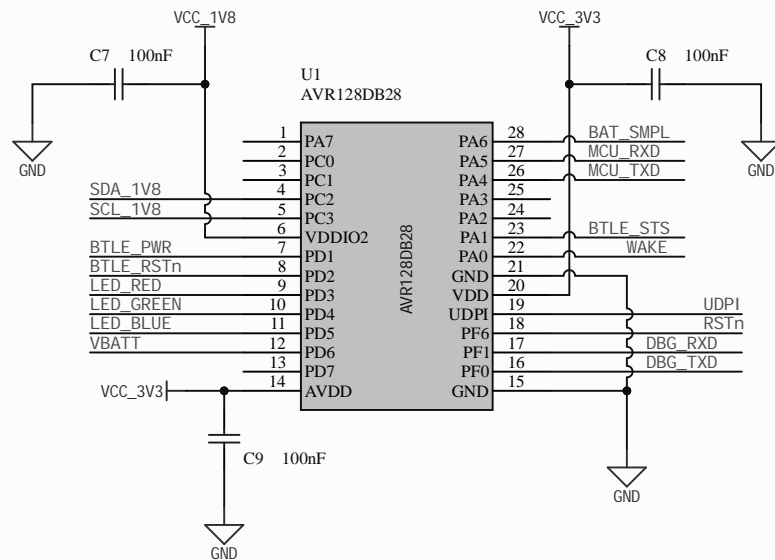 VCC_1V8
VCC_3V3
C7 100nF
C8 100nF
U1
AVR128DB28
GND
GND
1 PA7
2 PC0
3 PC1
SDA_1V8 4 PC2
SCL_1V8 5 PC3
6 VDDIO2
BTLE_PWR 7 PD1
BTLE_RSTn 8 PD2
LED_RED 9 PD3
LED_GREEN 10 PD4
LED_BLUE 11 PD5
VBATT 12 PD6
13 PD7
VCC_3V3 14 AVDD
AVR128DB28
PA6 28 BAT_SMPL
PA5 27 MCU_RXD
PA4 26 MCU_TXD
PA3 25
PA2 24
PA1 23 BTLE_STS
PA0 22 WAKE
GND 21
VDD 20
UDPI 19 UDPI
PF6 18 RSTn
PF1 17 DBG_RXD
PF0 16 DBG_TXD
GND 15
C9 100nF
GND
GND